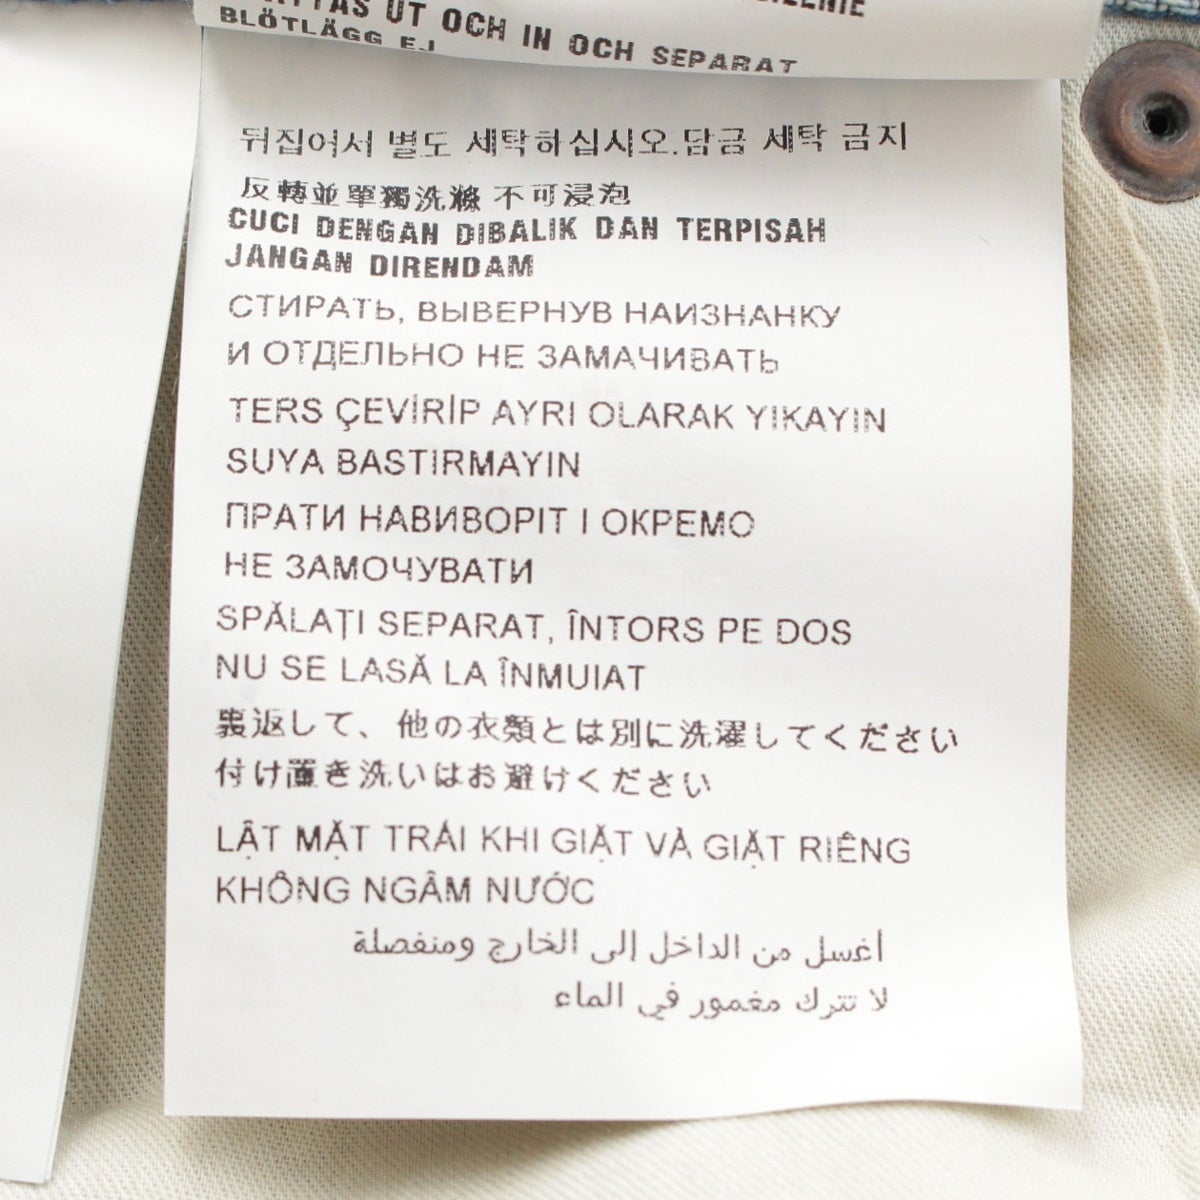 UT OCH IN OCH SEPARAT
BLÖTLÄGG EJ
뒤집어서 별도 세탁하십시오.담금 세탁 금지
反轉並單獨洗滌 不可浸泡
CUCI DENGAN DIBALIK DAN TERPISAH
JANGAN DIRENDAM
СТИРАТЬ, ВЫВЕРНУВ НАИЗНАНКУ
И ОТДЕЛЬНО НЕ ЗАМАЧИВАТЬ
TERS ÇEVİRİP AYRI OLARAK YIKAYIN
SUYA BASTIRMAYIN
ПРАТИ НАВИВОРІТ І ОКРЕМО
НЕ ЗАМОЧУВАТИ
SPĂLAȚI SEPARAT, ÎNTORS PE DOS
NU SE LASĂ LA ÎNMUIAT
裏返して、他の衣類とは別に洗濯してください
付け置き洗いはお避けください
LẬT MẶT TRÁI KHI GIẶT VÀ GIẶT RIÊNG
KHÔNG NGÂM NƯỚC
أغسل من الداخل إلى الخارج ومنفصلة
لا تترك مغمور في الماء